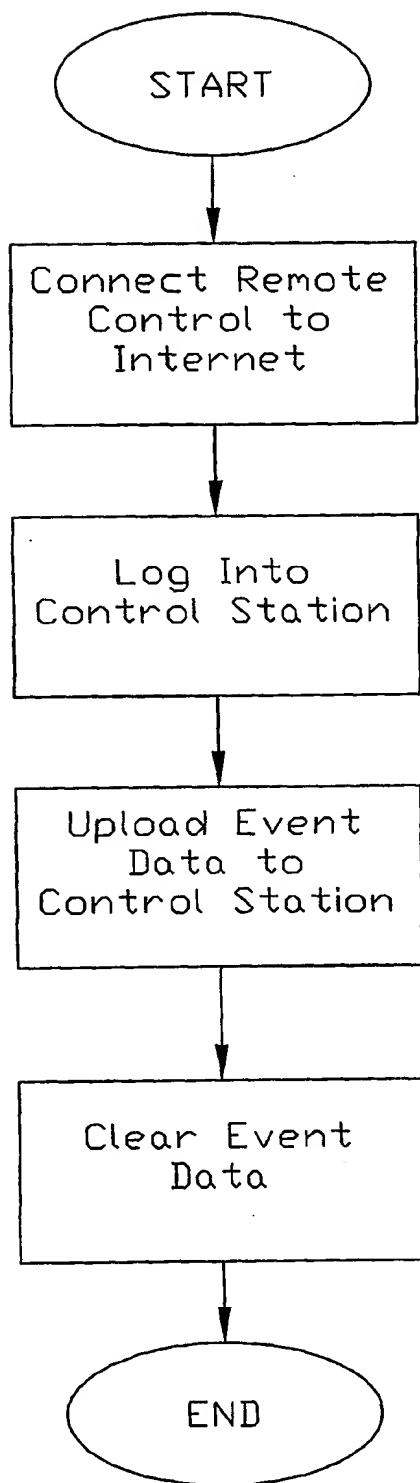 START
Connect Remote
Control to
Internet
Log Into
Control Station
Upload Event
Data to
Control Station
Clear Event
Data
END